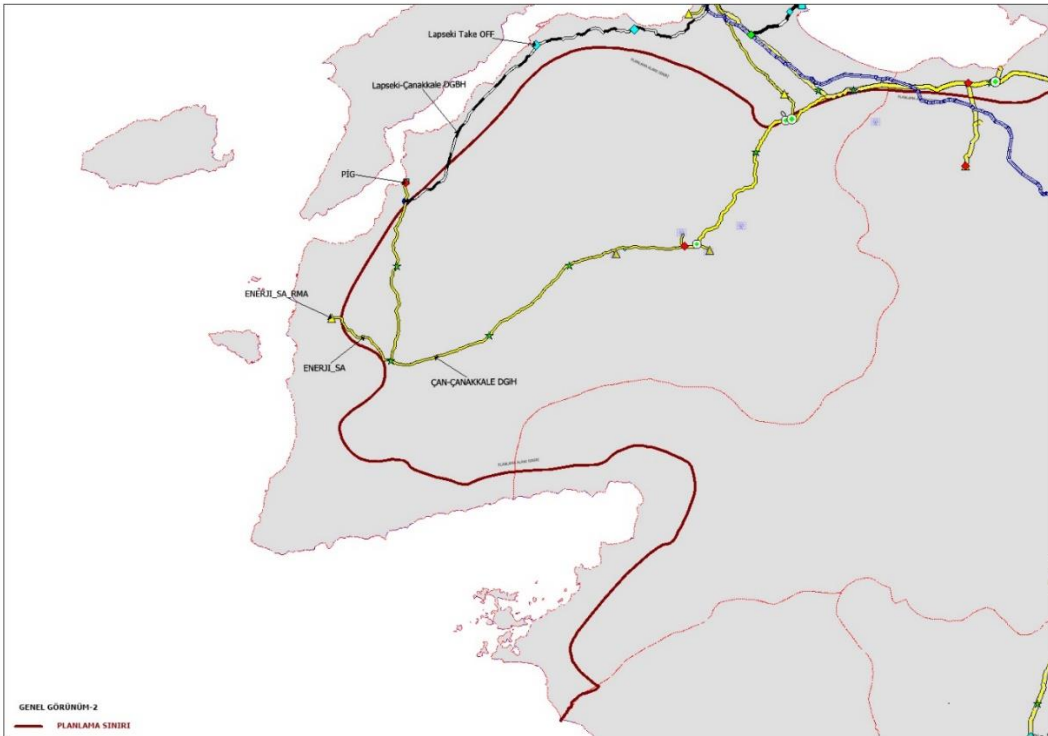 Lapseki Take OFF
Lapseki-Çanakkale DGBH
PİG
ENERJI_SA_RMA
ENERJI_SA
ÇAN-ÇANAKKALE DGIH
GENEL GÖRÜNÜM-2
PLANLAMA SINIRI